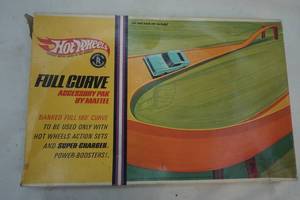 Hot Wheels
FULL CURVE
ACCESSORY PAK
BY MATTEL
BANKED FULL 180° CURVE
TO BE USED ONLY WITH
HOT WHEELS ACTION SETS
AND SUPER-CHARGER
POWER-BOOSTERS!